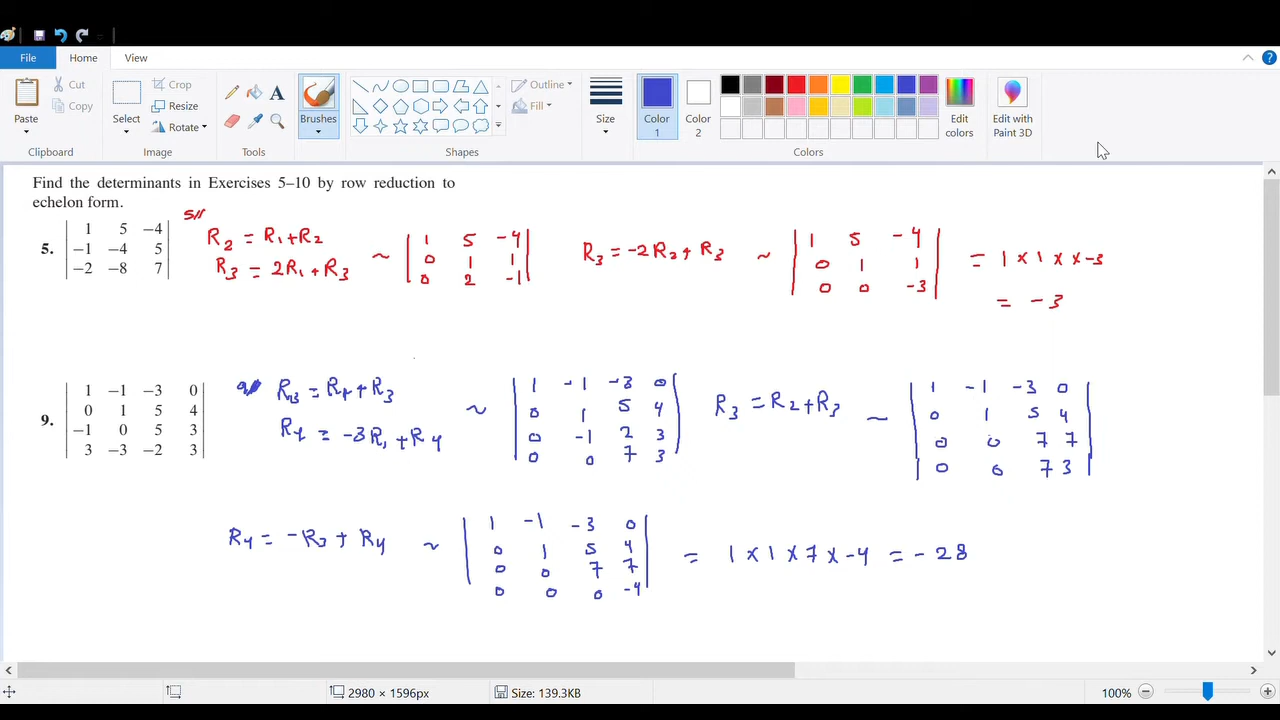 File Home View
Paste Cut Copy Clipboard
Select Crop Resize Rotate Image
Tools
Brushes
Outline Fill Shapes
Size
Color 1 Color 2 Edit colors Colors
Edit with Paint 3D
Find the determinants in Exercises 5–10 by row reduction to
echelon form.
5. | 1 5 −4 |
| −1 −4 5 |
| −2 −8 7 |
5//
R2 = R1+R2
R3 = 2R1+R3
~ | 1 5 -4 |
| 0 1 1 |
| 0 2 -1 |
R3 = -2R2 + R3
~ | 1 5 -4 |
| 0 1 1 |
| 0 0 -3 |
= 1 × 1 × × -3
= -3
9. | 1 −1 −3 0 |
| 0 1 5 4 |
| −1 0 5 3 |
| 3 −3 −2 3 |
R3 = R1 + R3
R4 = -3R1 + R4
~ | 1 -1 -3 0 |
| 0 1 5 4 |
| 0 -1 2 3 |
| 0 0 7 3 |
R3 = R2 + R3
~ | 1 -1 -3 0 |
| 0 1 5 4 |
| 0 0 7 7 |
| 0 0 7 3 |
R4 = -R3 + R4
~ | 1 -1 -3 0 |
| 0 1 5 4 |
| 0 0 7 7 |
| 0 0 0 -4 |
= 1 × 1 × 7 × -4 = -28
2980 × 1596px Size: 139.3KB 100%